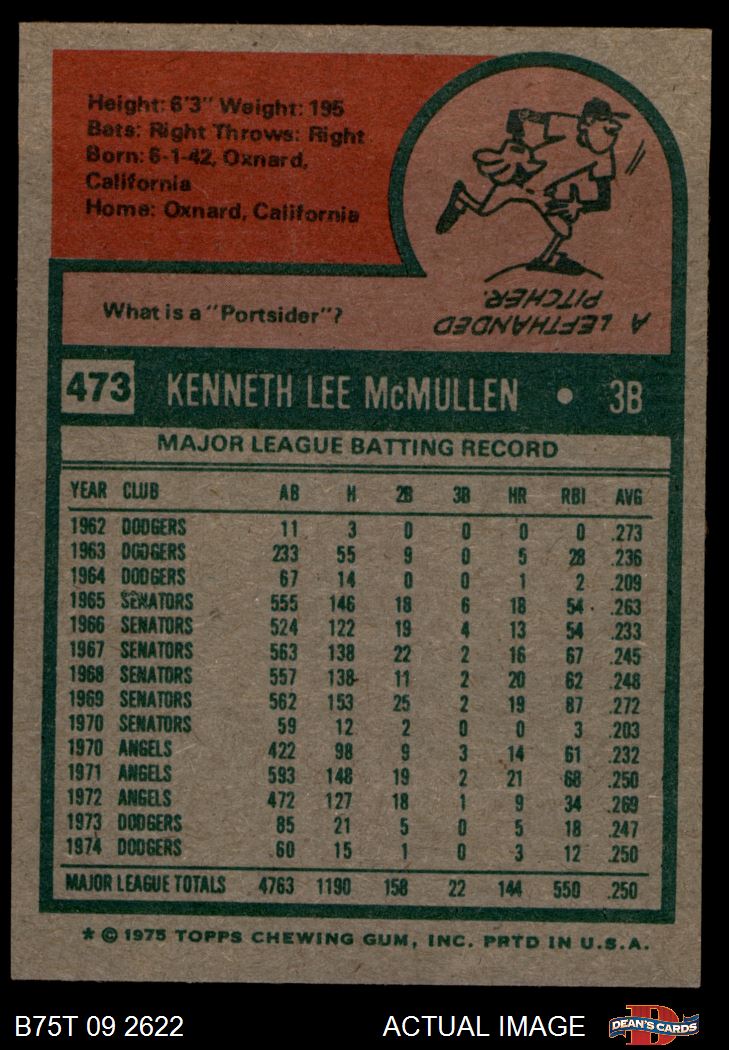 Height: 6'3" Weight: 195
Bats: Right Throws: Right
Born: 6-1-42, Oxnard,
California
Home: Oxnard, California
What is a "Portsider"?
A LEFTHANDED
PITCHER.
473 KENNETH LEE McMULLEN • 3B
MAJOR LEAGUE BATTING RECORD
YEAR CLUB AB H 2B 3B HR RBI AVG
1962 DODGERS 11 3 0 0 0 0 .273
1963 DODGERS 233 55 9 0 5 28 .236
1964 DODGERS 67 14 0 0 1 2 .209
1965 SENATORS 555 146 18 6 18 54 .263
1966 SENATORS 524 122 19 4 13 54 .233
1967 SENATORS 563 138 22 2 16 67 .245
1968 SENATORS 557 138 11 2 20 62 .248
1969 SENATORS 562 153 25 2 19 87 .272
1970 SENATORS 59 12 2 0 0 3 .203
1970 ANGELS 422 98 9 3 14 61 .232
1971 ANGELS 593 148 19 2 21 68 .250
1972 ANGELS 472 127 18 1 9 34 .269
1973 DODGERS 85 21 5 0 5 18 .247
1974 DODGERS 60 15 1 0 3 12 .250
MAJOR LEAGUE TOTALS 4763 1190 158 22 144 550 .250
* © 1975 TOPPS CHEWING GUM, INC. PRTD IN U.S.A.
B75T 09 2622 ACTUAL IMAGE DEAN'S CARDS